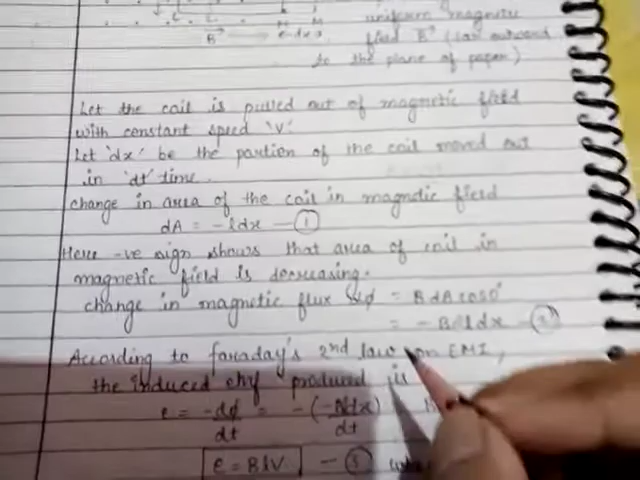 uniform magnetic
to the plane of paper)
Let the coil is pulled out of magnetic field
with constant speed 'V'.
Let 'dx' be the portion of the coil moved out
in 'dt' time.
change in area of the coil in magnetic field
dA = -ldx — ①
Here -ve sign shows that area of coil in
magnetic field is decreasing.
change in magnetic flux dϕ = B dA cos0°
= -Bldx — ②
According to faraday's 2nd law on EMI,
the induced emf produced is
e = -dϕ/dt = -(-Bldx)/dt
e = BlV — ③